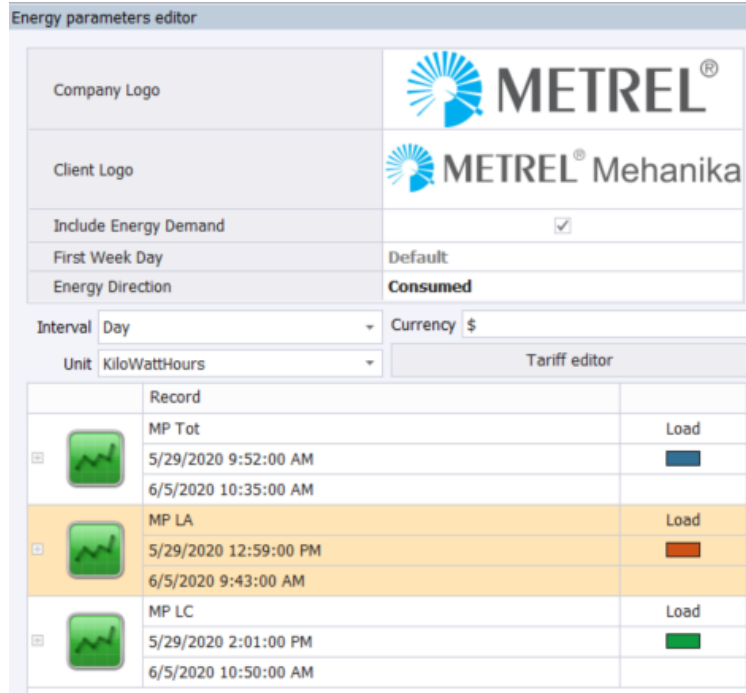 Energy parameters editor
Company Logo
METREL®
Client Logo
METREL® Mehanika
Include Energy Demand
First Week Day Default
Energy Direction Consumed
Interval Day Currency $
Unit KiloWattHours Tariff editor
Record
MP Tot Load
5/29/2020 9:52:00 AM
6/5/2020 10:35:00 AM
MP LA Load
5/29/2020 12:59:00 PM
6/5/2020 9:43:00 AM
MP LC Load
5/29/2020 2:01:00 PM
6/5/2020 10:50:00 AM